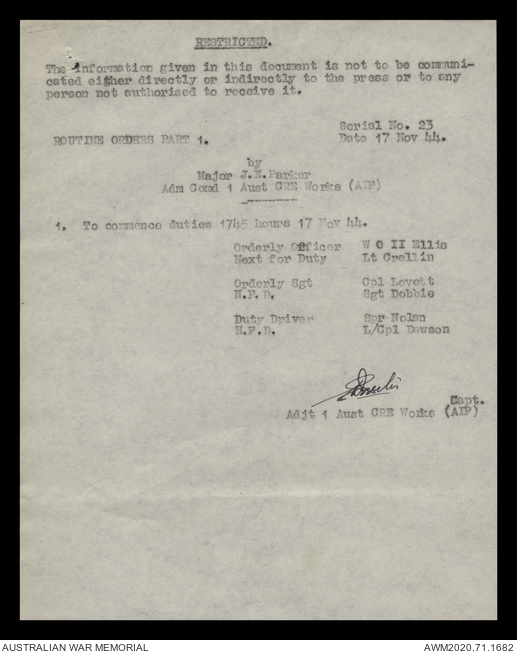 RESTRICTED.
The information given in this document is not to be communi-
cated either directly or indirectly to the press or to any
person not authorised to receive it.
Serial No. 23
ROUTINE ORDERS PART 1. Date 17 Nov 44.
by
Major J.E.Parker
Adm Comd 1 Aust CRE Works (AIF)
1. To commence duties 1745 hours 17 Nov 44.
Orderly Officer W O II Ellis
Next for Duty Lt Crellin
Orderly Sgt Cpl Lovett
N.F.D. Sgt Dobbie
Duty Driver Spr Nolan
N.F.D. L/Cpl Dawson
Capt.
Adjt 1 Aust CRE Works (AIF)
AUSTRALIAN WAR MEMORIAL AWM2020.71.1682